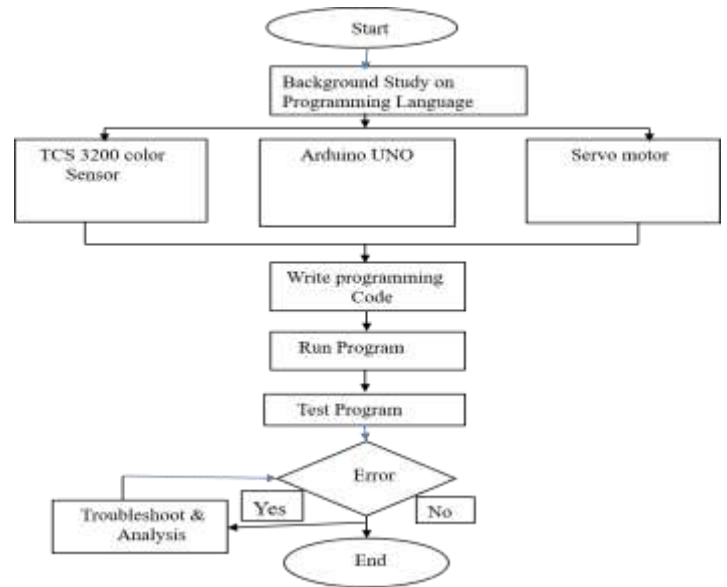 Start
Background Study on
Programming Language
TCS 3200 color
Sensor
Arduino UNO
Servo motor
Write programming
Code
Run Program
Test Program
Error
Yes
No
Troubleshoot &
Analysis
End